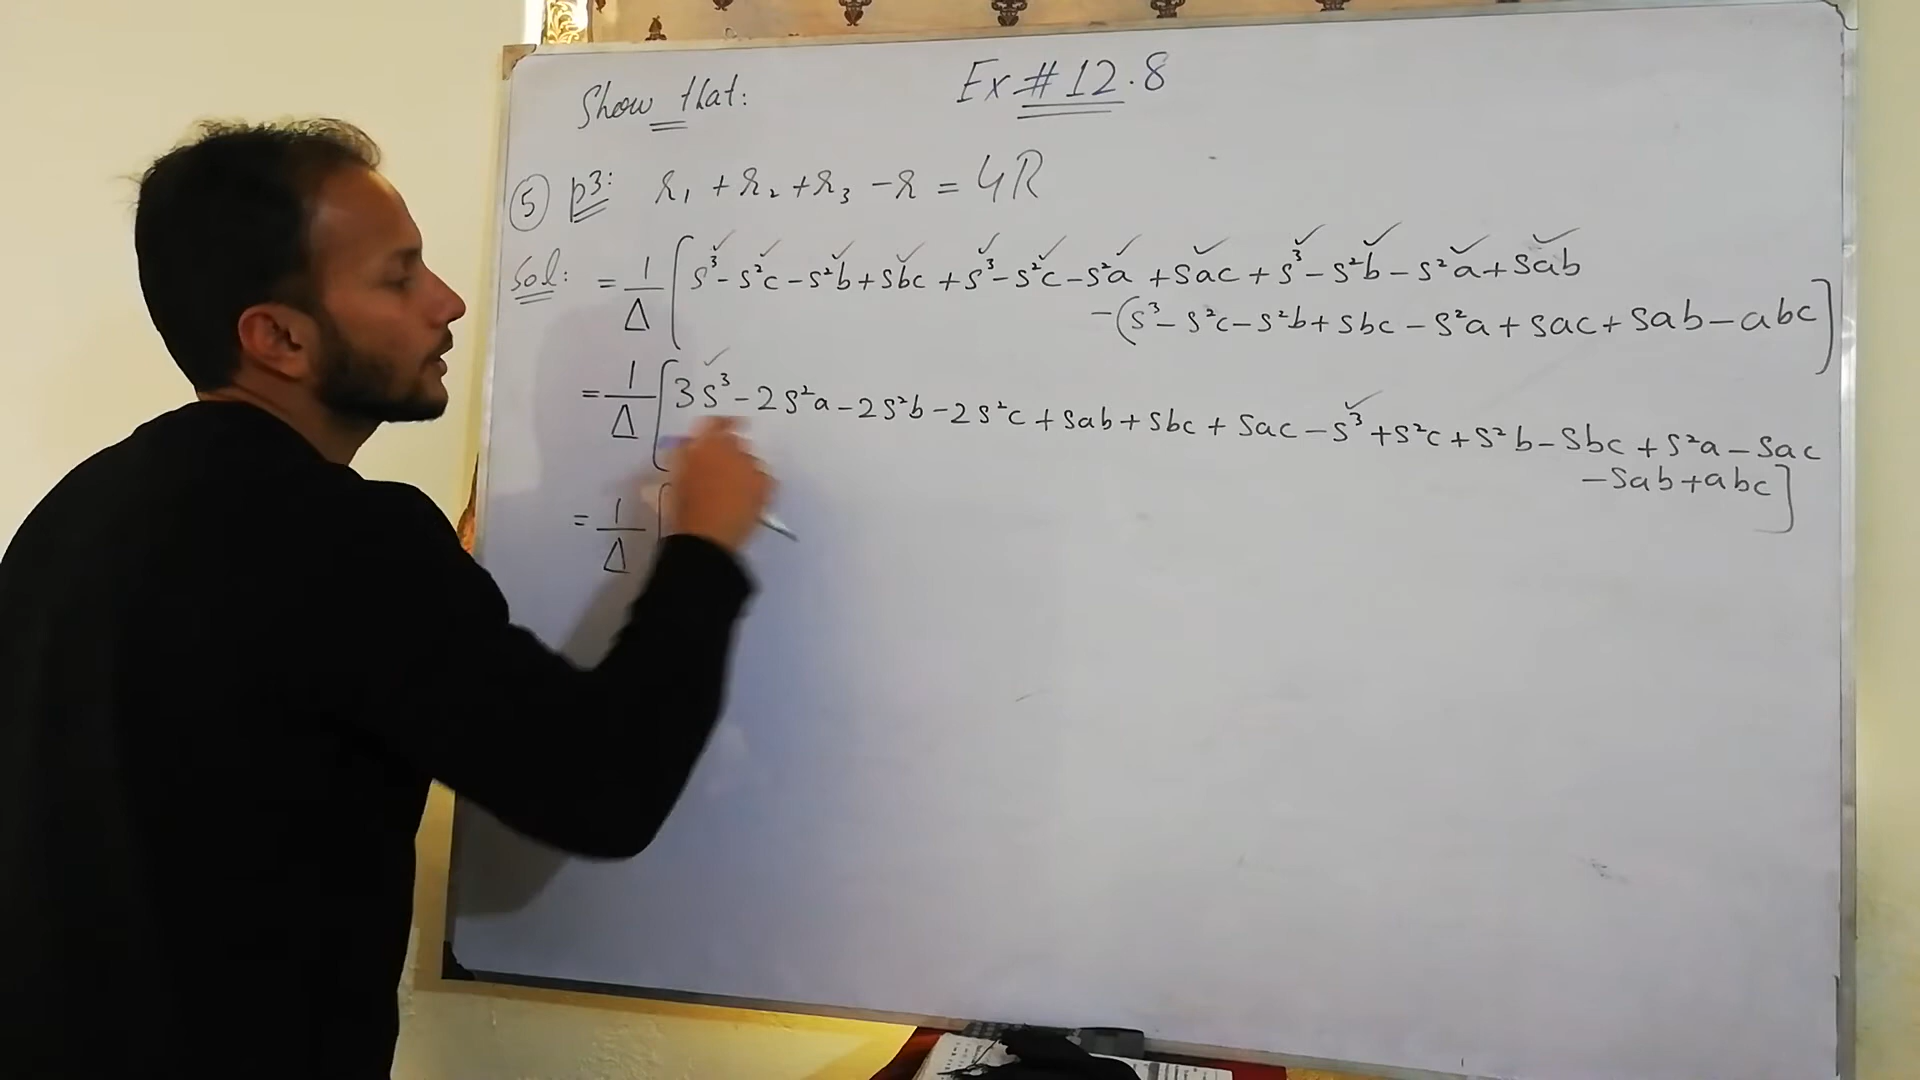 Show that: Ex # 12.8
⑤ p3: r₁ + r₂ + r₃ - r = 4R
Sol: = 1/Δ [s³ - s²c - s²b + sbc + s³ - s²c - s²a + sac + s³ - s²b - s²a + sab
- (s³ - s²c - s²b + sbc - s²a + sac + sab - abc]
= 1/Δ [3s³ - 2s²a - 2s²b - 2s²c + sab + sbc + sac - s³ + s²c + s²b - sbc + s²a - sac
- sab + abc]
= 1/Δ [